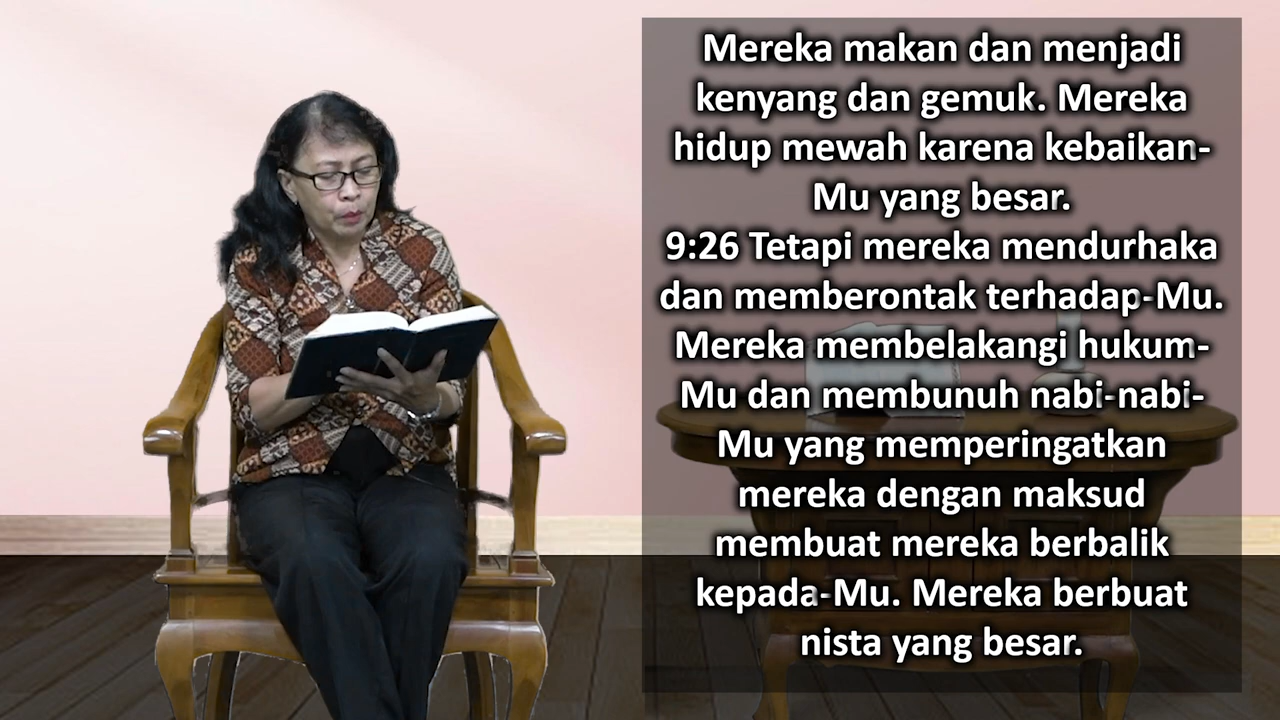 Mereka makan dan menjadi
kenyang dan gemuk. Mereka
hidup mewah karena kebaikan-
Mu yang besar.
9:26 Tetapi mereka mendurhaka
dan memberontak terhadap-Mu.
Mereka membelakangi hukum-
Mu dan membunuh nabi-nabi-
Mu yang memperingatkan
mereka dengan maksud
membuat mereka berbalik
kepada-Mu. Mereka berbuat
nista yang besar.